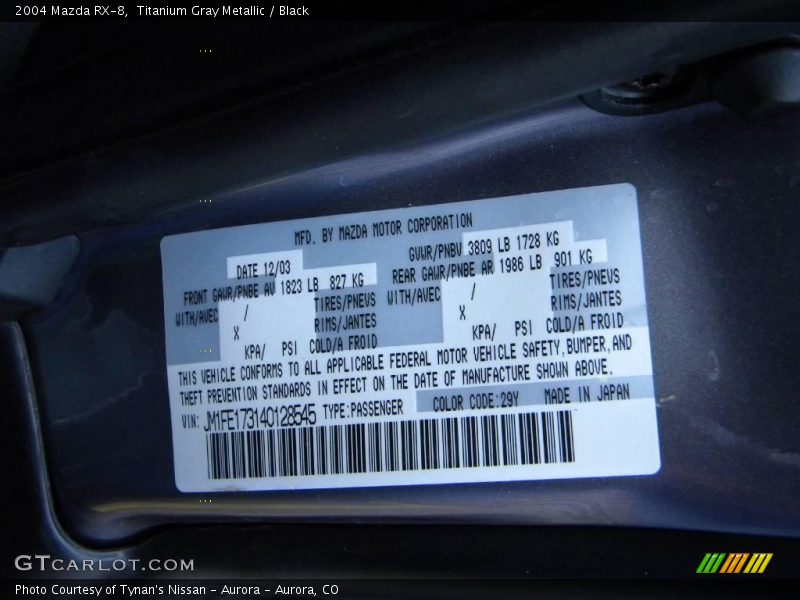 2004 Mazda RX-8, Titanium Gray Metallic / Black
MFD. BY MAZDA MOTOR CORPORATION
DATE 12/03 GVWR/PNBV 3809 LB 1728 KG
FRONT GAWR/PNBE AV 1823 LB 827 KG REAR GAWR/PNBE AR 1986 LB 901 KG
WITH/AVEC / TIRES/PNEUS WITH/AVEC / TIRES/PNEUS
X RIMS/JANTES X RIMS/JANTES
KPA/ PSI COLD/A FROID KPA/ PSI COLD/A FROID
THIS VEHICLE CONFORMS TO ALL APPLICABLE FEDERAL MOTOR VEHICLE SAFETY, BUMPER, AND
THEFT PREVENTION STANDARDS IN EFFECT ON THE DATE OF MANUFACTURE SHOWN ABOVE.
VIN: JM1FE173140128545 TYPE:PASSENGER COLOR CODE:29Y MADE IN JAPAN
GTCARLOT.COM
Photo Courtesy of Tynan's Nissan - Aurora - Aurora, CO